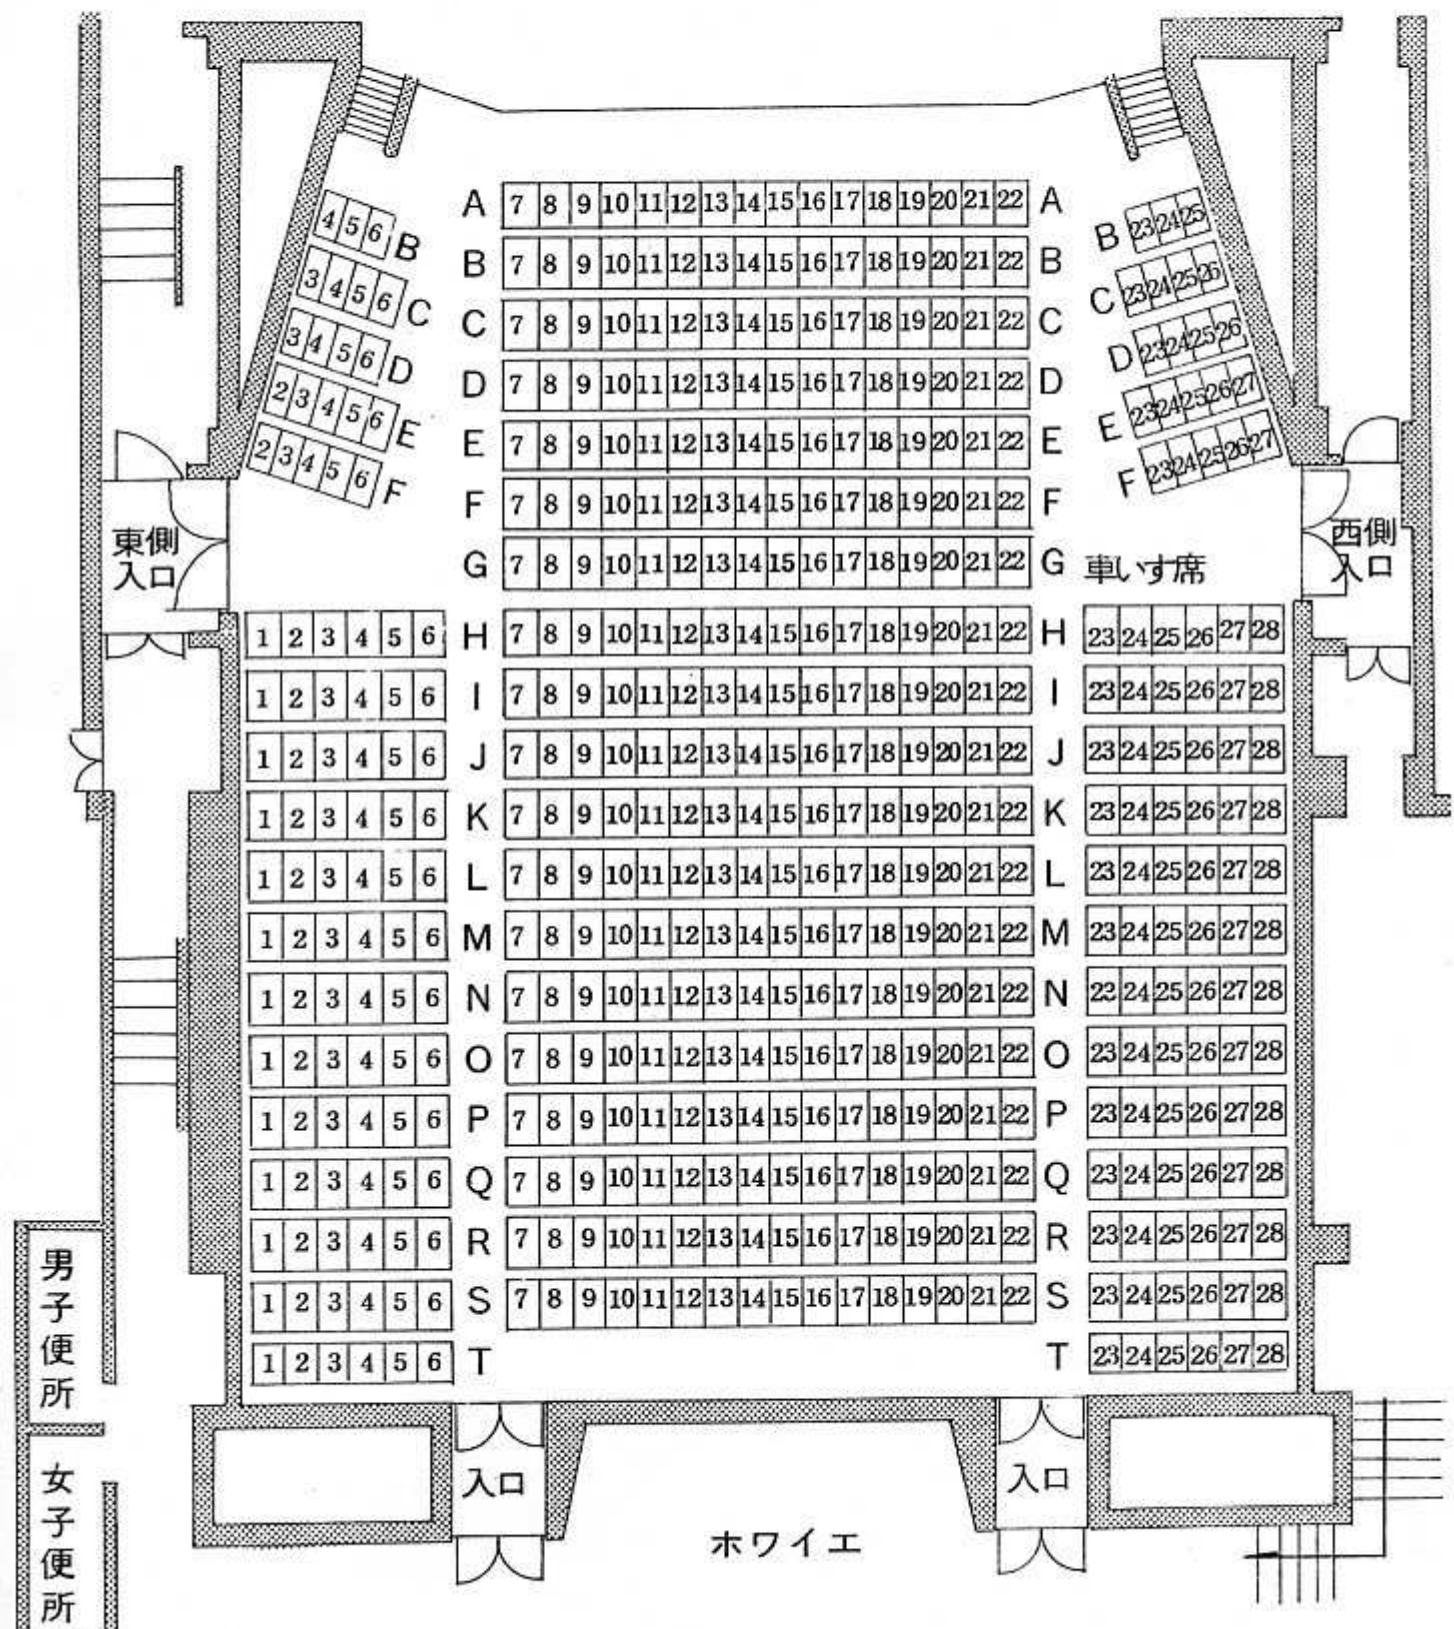 A 7 8 9 10 11 12 13 14 15 16 17 18 19 20 21 22 A
4 5 6 B
B 7 8 9 10 11 12 13 14 15 16 17 18 19 20 21 22 B
B 23 24 25
3 4 5 6 C
C 7 8 9 10 11 12 13 14 15 16 17 18 19 20 21 22 C
C 23 24 25 26
3 4 5 6 D
D 7 8 9 10 11 12 13 14 15 16 17 18 19 20 21 22 D
D 23 24 25 26
2 3 4 5 6 E
E 7 8 9 10 11 12 13 14 15 16 17 18 19 20 21 22 E
E 23 24 25 26 27
2 3 4 5 6 F
F 7 8 9 10 11 12 13 14 15 16 17 18 19 20 21 22 F
F 23 24 25 26 27
東側
入口
G 7 8 9 10 11 12 13 14 15 16 17 18 19 20 21 22 G
車いす席
西側
入口
1 2 3 4 5 6 H 7 8 9 10 11 12 13 14 15 16 17 18 19 20 21 22 H 23 24 25 26 27 28
1 2 3 4 5 6 I 7 8 9 10 11 12 13 14 15 16 17 18 19 20 21 22 I 23 24 25 26 27 28
1 2 3 4 5 6 J 7 8 9 10 11 12 13 14 15 16 17 18 19 20 21 22 J 23 24 25 26 27 28
1 2 3 4 5 6 K 7 8 9 10 11 12 13 14 15 16 17 18 19 20 21 22 K 23 24 25 26 27 28
1 2 3 4 5 6 L 7 8 9 10 11 12 13 14 15 16 17 18 19 20 21 22 L 23 24 25 26 27 28
1 2 3 4 5 6 M 7 8 9 10 11 12 13 14 15 16 17 18 19 20 21 22 M 23 24 25 26 27 28
1 2 3 4 5 6 N 7 8 9 10 11 12 13 14 15 16 17 18 19 20 21 22 N 23 24 25 26 27 28
1 2 3 4 5 6 O 7 8 9 10 11 12 13 14 15 16 17 18 19 20 21 22 O 23 24 25 26 27 28
1 2 3 4 5 6 P 7 8 9 10 11 12 13 14 15 16 17 18 19 20 21 22 P 23 24 25 26 27 28
1 2 3 4 5 6 Q 7 8 9 10 11 12 13 14 15 16 17 18 19 20 21 22 Q 23 24 25 26 27 28
1 2 3 4 5 6 R 7 8 9 10 11 12 13 14 15 16 17 18 19 20 21 22 R 23 24 25 26 27 28
1 2 3 4 5 6 S 7 8 9 10 11 12 13 14 15 16 17 18 19 20 21 22 S 23 24 25 26 27 28
1 2 3 4 5 6 T T 23 24 25 26 27 28
男子便所
女子便所
入口
入口
ホワイエ